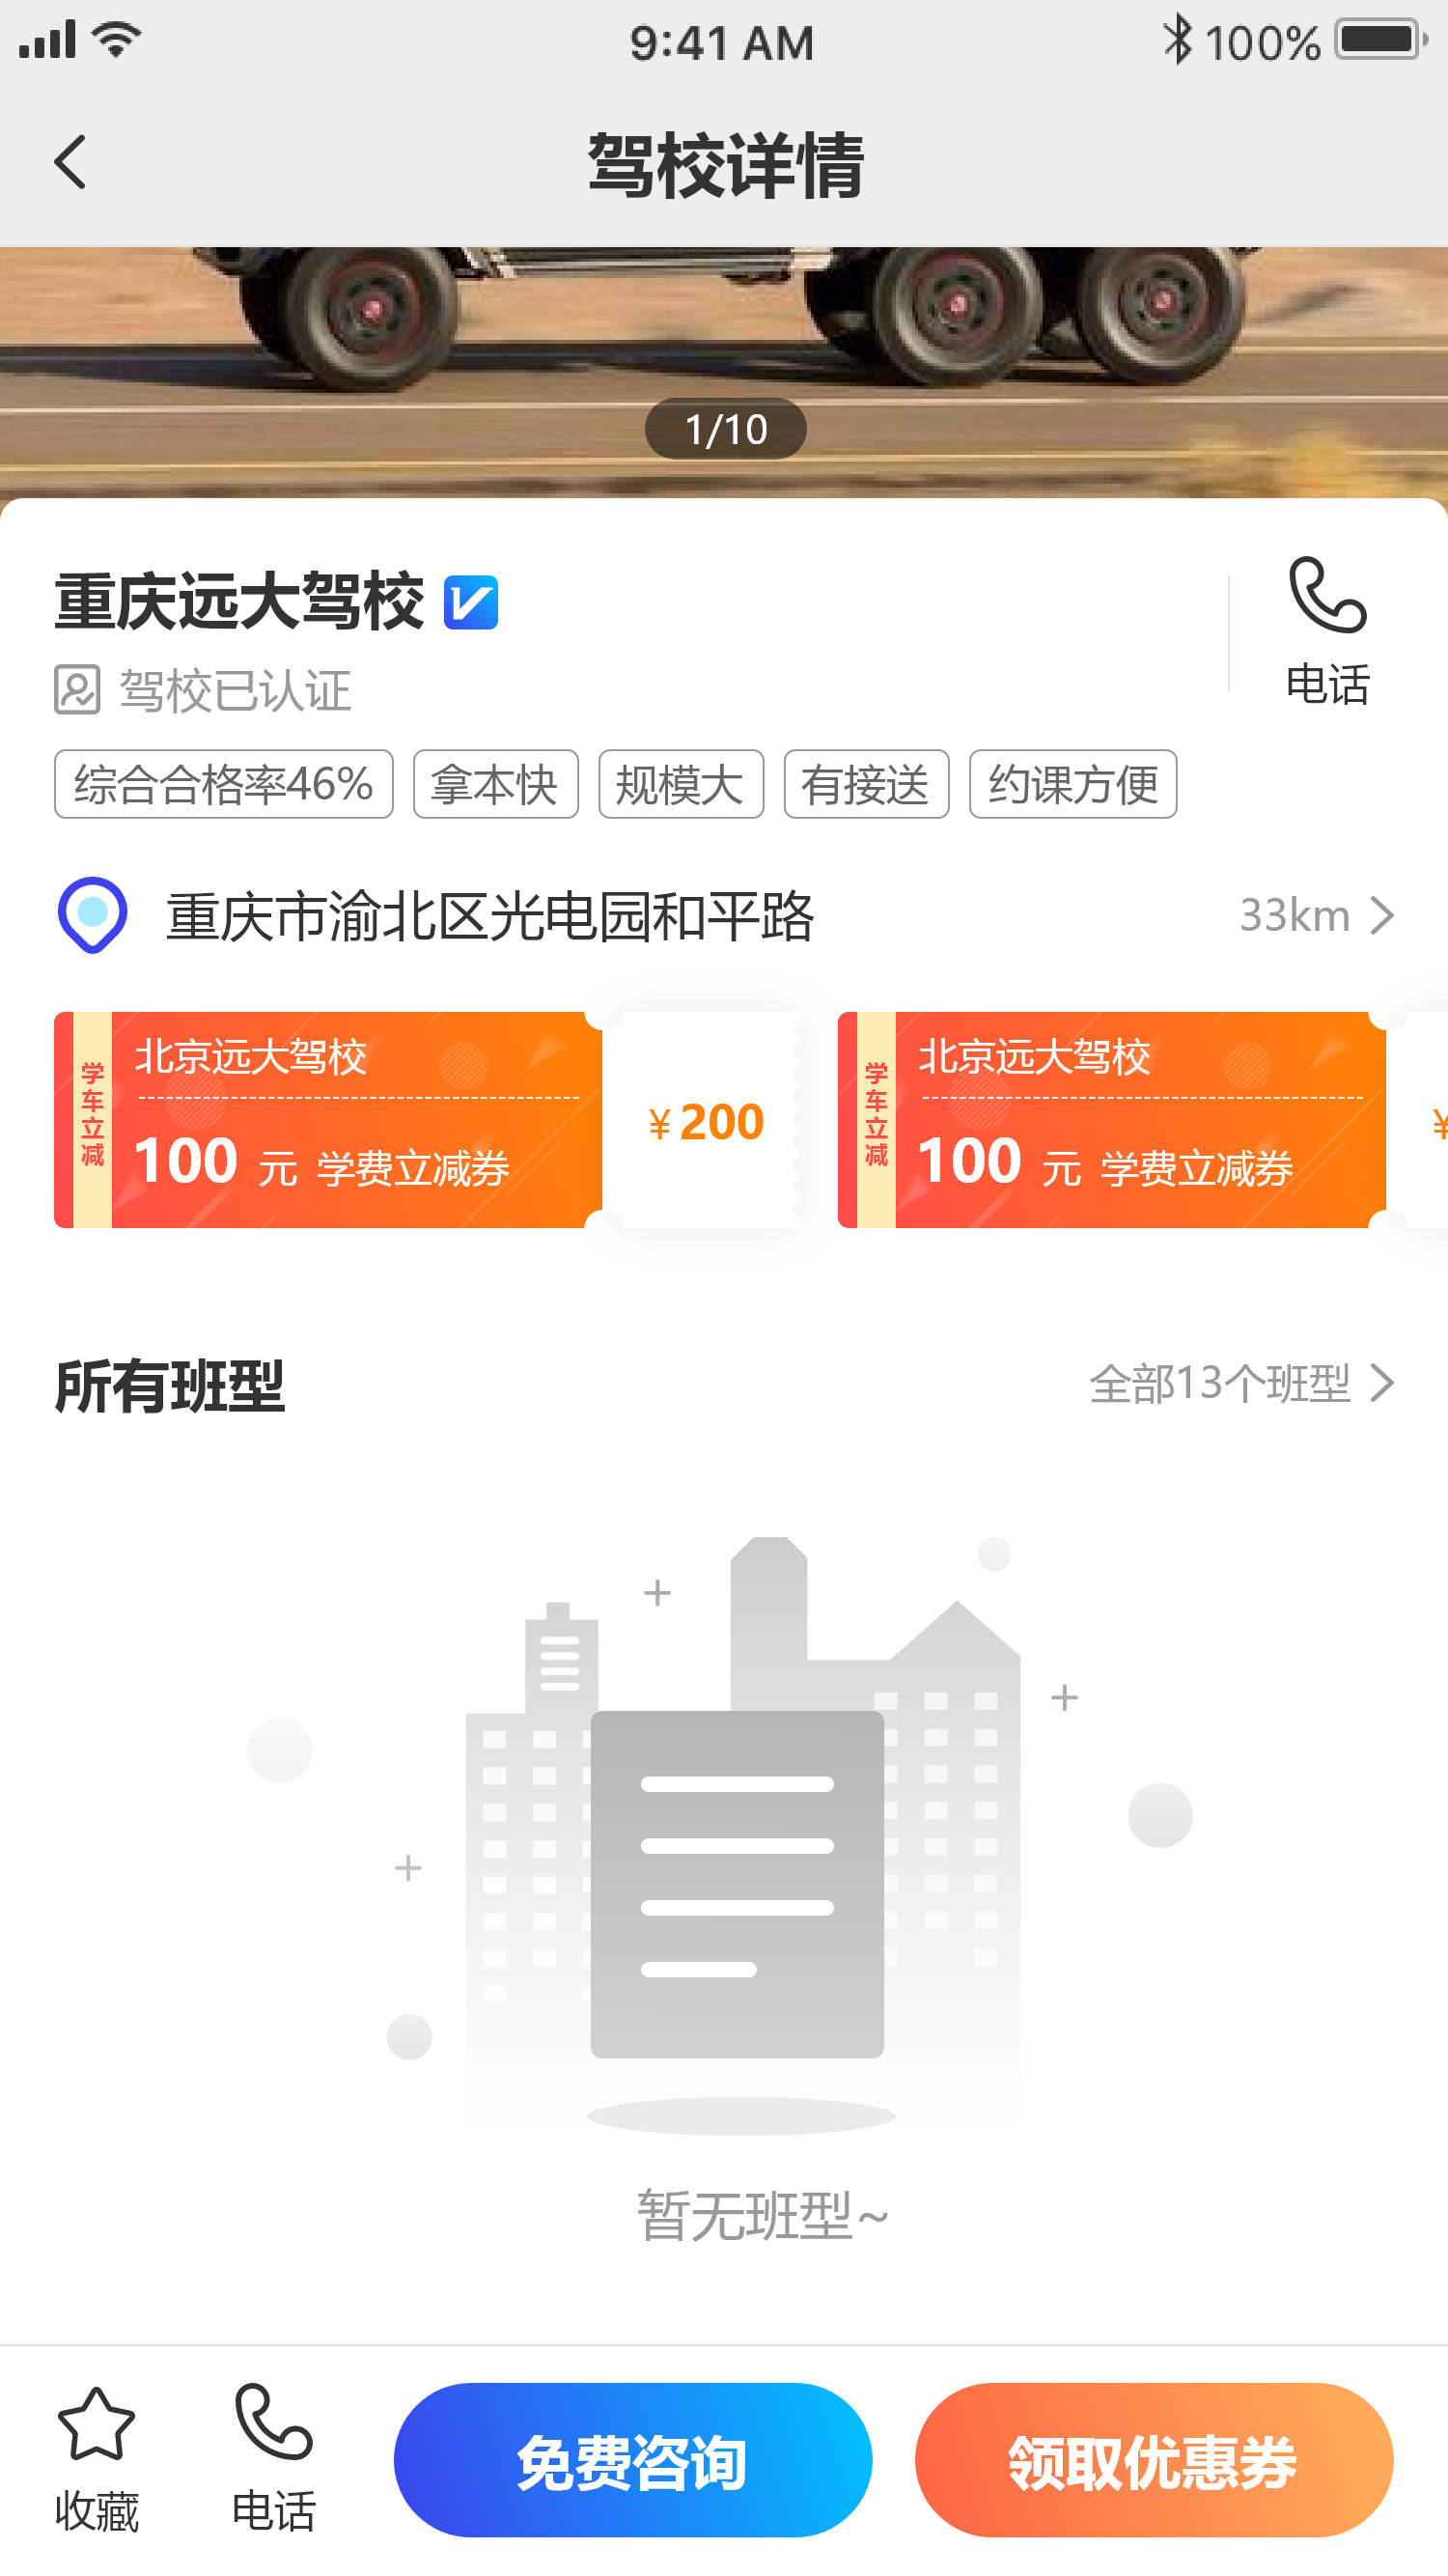 9:41 AM
100%
驾校详情
1/10
重庆远大驾校
驾校已认证
电话
综合合格率46% 拿本快 规模大 有接送 约课方便
重庆市渝北区光电园和平路
33km
学车立减
北京远大驾校
100 元 学费立减券
¥200
学车立减
北京远大驾校
100 元 学费立减券
¥
所有班型
全部13个班型
暂无班型~
收藏
电话
免费咨询
领取优惠券